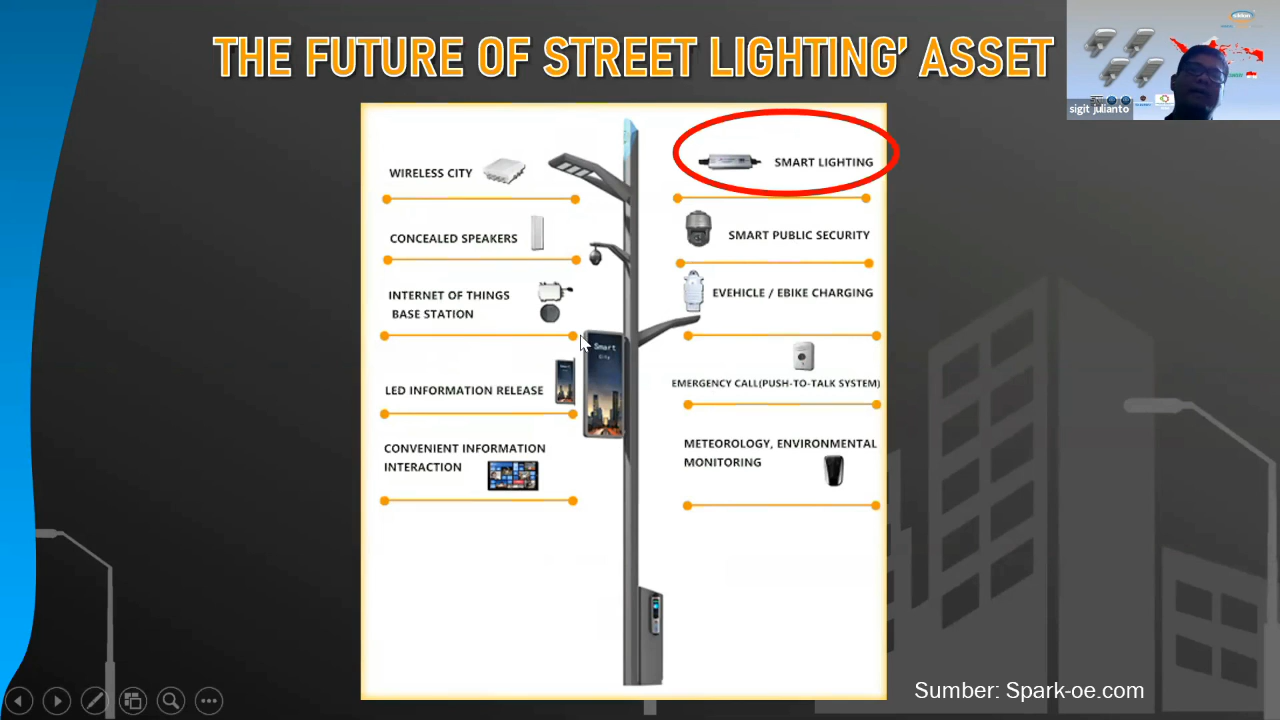 THE FUTURE OF STREET LIGHTING' ASSET
sigit julianto
WIRELESS CITY
CONCEALED SPEAKERS
INTERNET OF THINGS
BASE STATION
LED INFORMATION RELEASE
CONVENIENT INFORMATION
INTERACTION
Smart
City
SMART LIGHTING
SMART PUBLIC SECURITY
EVEHICLE / EBIKE CHARGING
EMERGENCY CALL(PUSH-TO-TALK SYSTEM)
METEOROLOGY, ENVIRONMENTAL
MONITORING
Sumber: Spark-oe.com